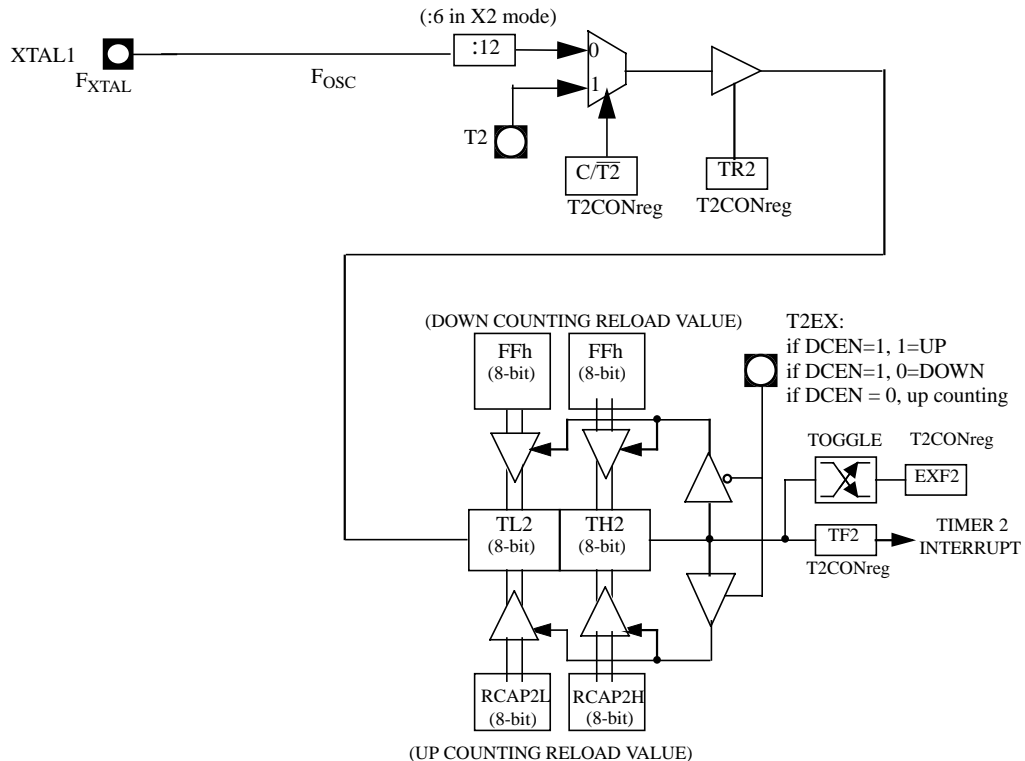 (:6 in X2 mode)
XTAL1
:12
0
FXTAL
FOSC
1
T2
C/T2
TR2
T2CONreg
T2CONreg
(DOWN COUNTING RELOAD VALUE)
T2EX:
if DCEN=1, 1=UP
if DCEN=1, 0=DOWN
if DCEN = 0, up counting
FFh
(8-bit)
FFh
(8-bit)
TOGGLE
T2CONreg
EXF2
TL2
(8-bit)
TH2
(8-bit)
TF2
T2CONreg
TIMER 2
INTERRUPT
RCAP2L
(8-bit)
RCAP2H
(8-bit)
(UP COUNTING RELOAD VALUE)